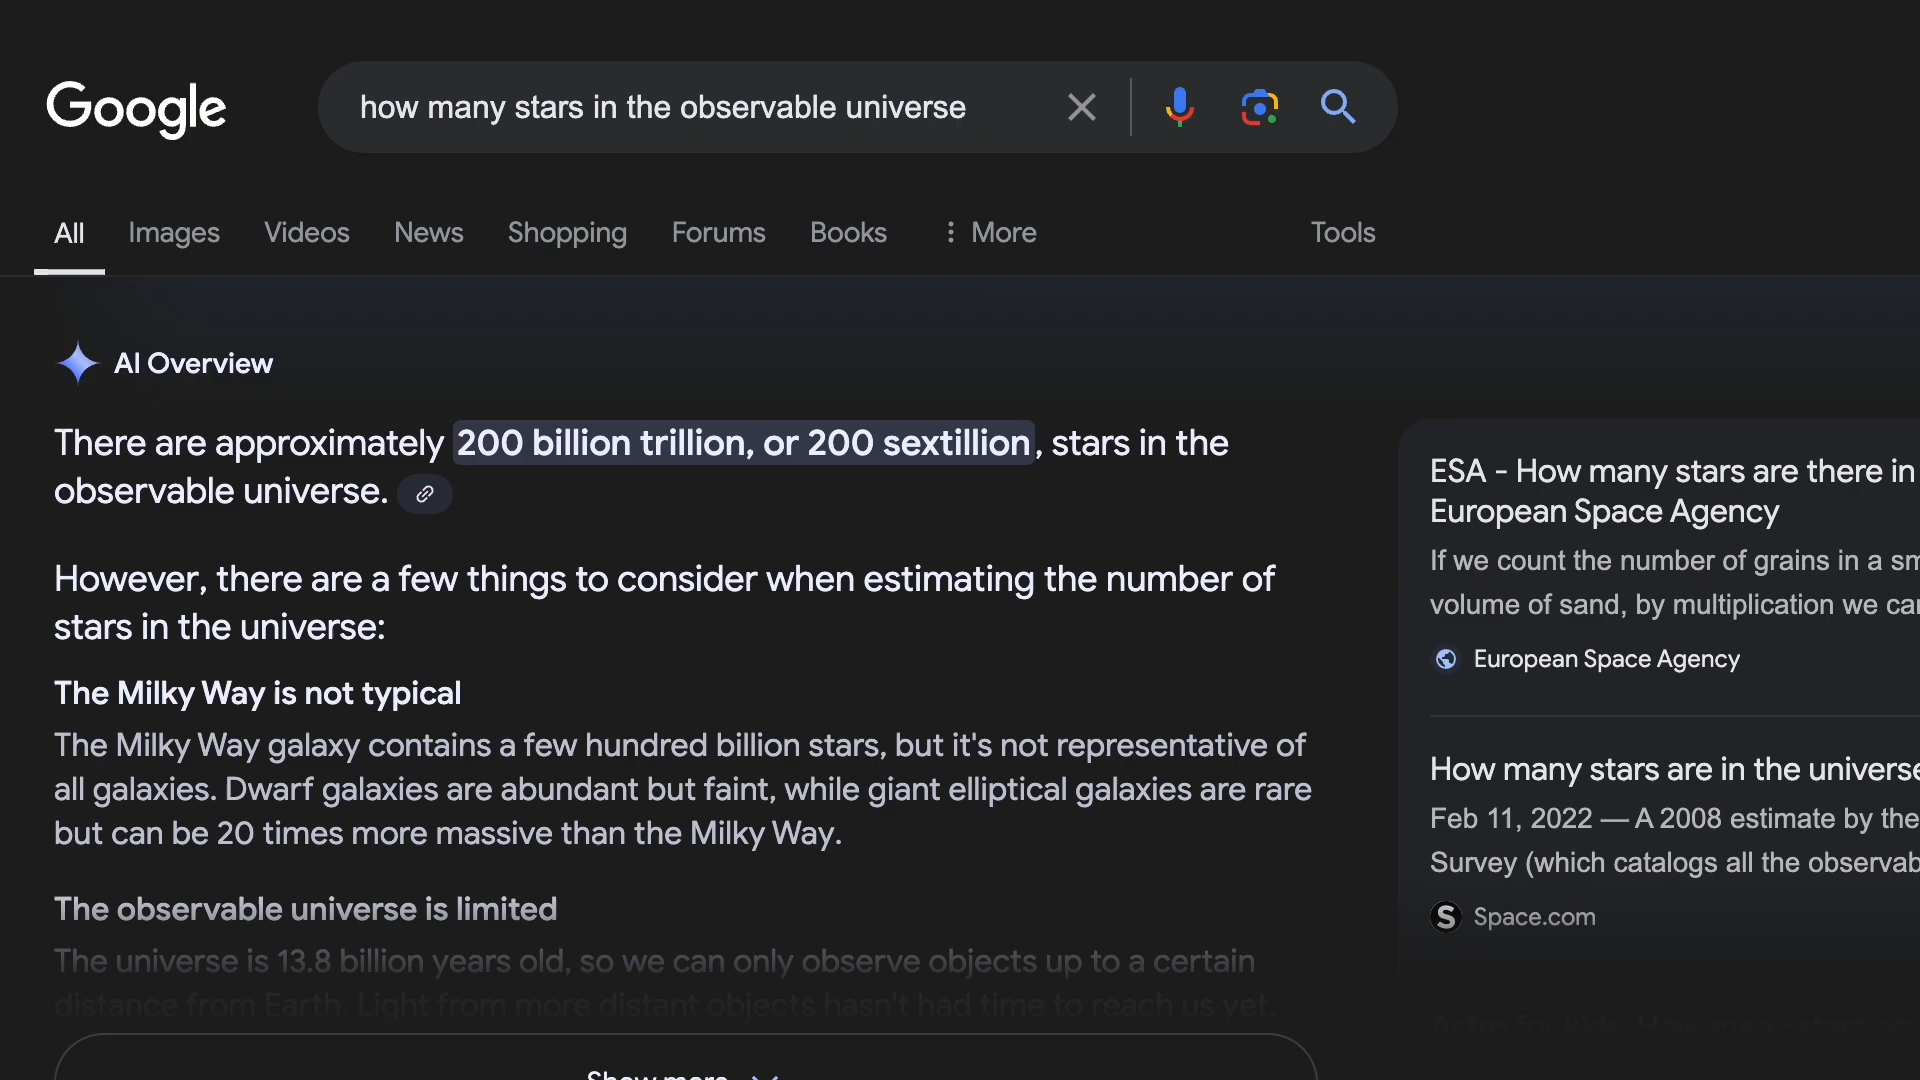 Google
how many stars in the observable universe
All Images Videos News Shopping Forums Books More Tools
AI Overview
There are approximately 200 billion trillion, or 200 sextillion, stars in the
observable universe.
However, there are a few things to consider when estimating the number of
stars in the universe:
The Milky Way is not typical
The Milky Way galaxy contains a few hundred billion stars, but it's not representative of
all galaxies. Dwarf galaxies are abundant but faint, while giant elliptical galaxies are rare
but can be 20 times more massive than the Milky Way.
The observable universe is limited
The universe is 13.8 billion years old, so we can only observe objects up to a certain
distance from Earth. Light from more distant objects hasn't had time to reach us yet.
Show more
ESA - How many stars are there in
European Space Agency
If we count the number of grains in a sm
volume of sand, by multiplication we ca
European Space Agency
How many stars are in the universe
Feb 11, 2022 — A 2008 estimate by the
Survey (which catalogs all the observab
S Space.com